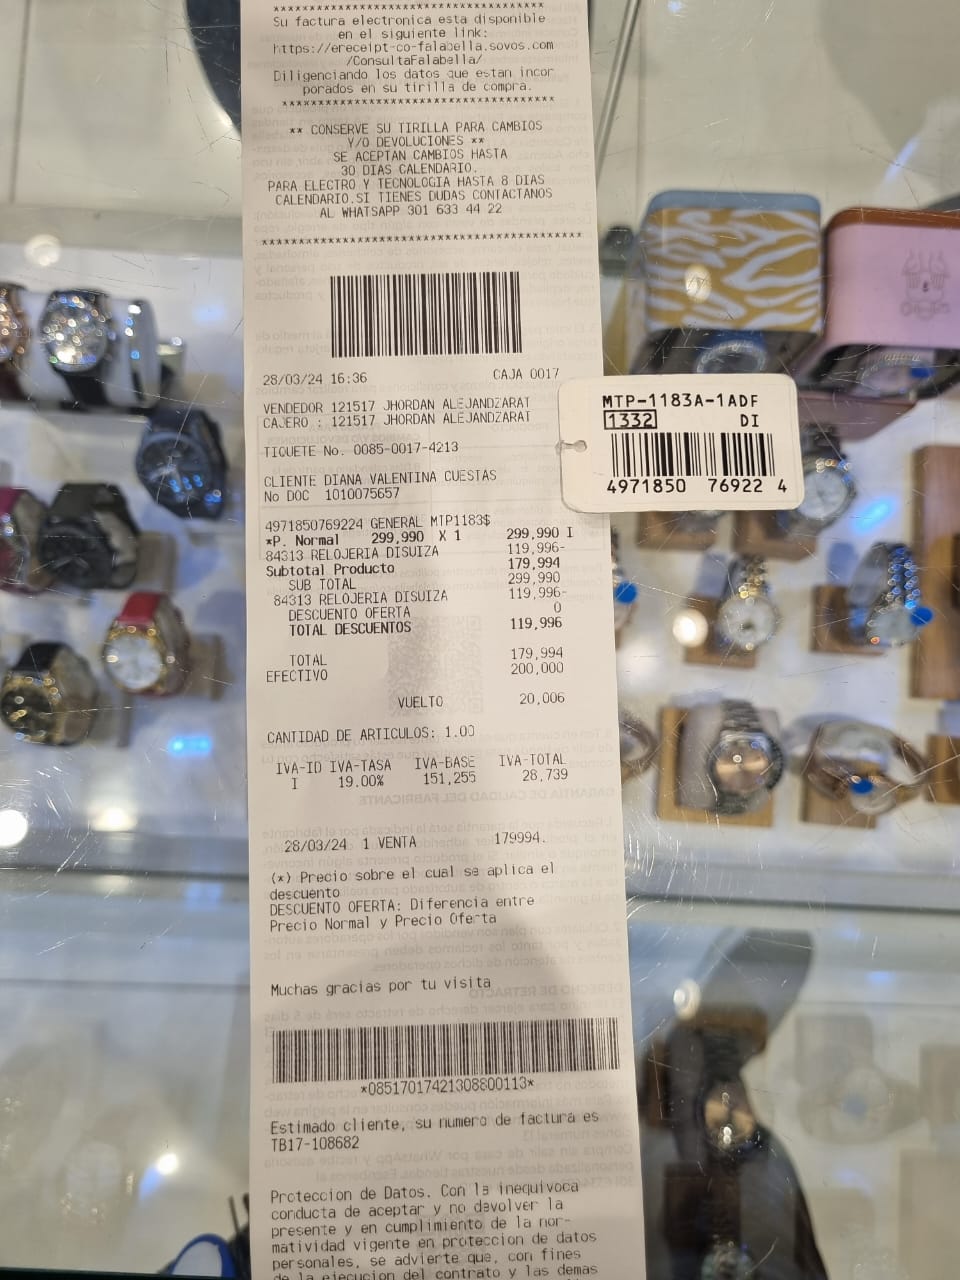 Su factura electronica esta disponible
en el siguiente link:
https://ereceipt-co-falabella.sovos.com
/ConsultaFalabella/
Diligenciando los datos que estan incor
porados en su tirilla de compra.
** CONSERVE SU TIRILLA PARA CAMBIOS
Y/O DEVOLUCIONES **
SE ACEPTAN CAMBIOS HASTA
30 DIAS CALENDARIO.
PARA ELECTRO Y TECNOLOGIA HASTA 8 DIAS
CALENDARIO.SI TIENES DUDAS CONTACTANOS
AL WHATSAPP 301 633 44 22
28/03/24 16:36 CAJA 0017
VENDEDOR 121517 JHORDAN ALEJANDZARAT
CAJERO : 121517 JHORDAN ALEJANDZARAT
TIQUETE No. 0085-0017-4213
CLIENTE DIANA VALENTINA CUESTAS
No DOC 1010075657
4971850769224 GENERAL MTP1183$
*P. Normal 299,990 X 1 299,990 I
84313 RELOJERIA DISUIZA 119,996-
Subtotal Producto 179,994
SUB TOTAL 299,990
84313 RELOJERIA DISUIZA 119,996-
DESCUENTO OFERTA 0
TOTAL DESCUENTOS 119,996
TOTAL 179,994
EFECTIVO 200,000
VUELTO 20,006
CANTIDAD DE ARTICULOS: 1.00
IVA-ID IVA-TASA IVA-BASE IVA-TOTAL
I 19.00% 151,255 28,739
28/03/24 1 VENTA 179994.
(*) Precio sobre el cual se aplica el
descuento
DESCUENTO OFERTA: Diferencia entre
Precio Normal y Precio Oferta
Muchas gracias por tu visita
*08517017421308800113*
Estimado cliente, su numero de factura es
TB17-108682
Proteccion de Datos. Con la inequivoca
conducta de aceptar y no devolver la
presente y en cumplimiento de la nor-
matividad vigente en proteccion de datos
personales, se advierte que, con fines
de la ejecucion del contrato y las demas
MTP-1183A-1ADF
1332 DI
4971850 76922 4